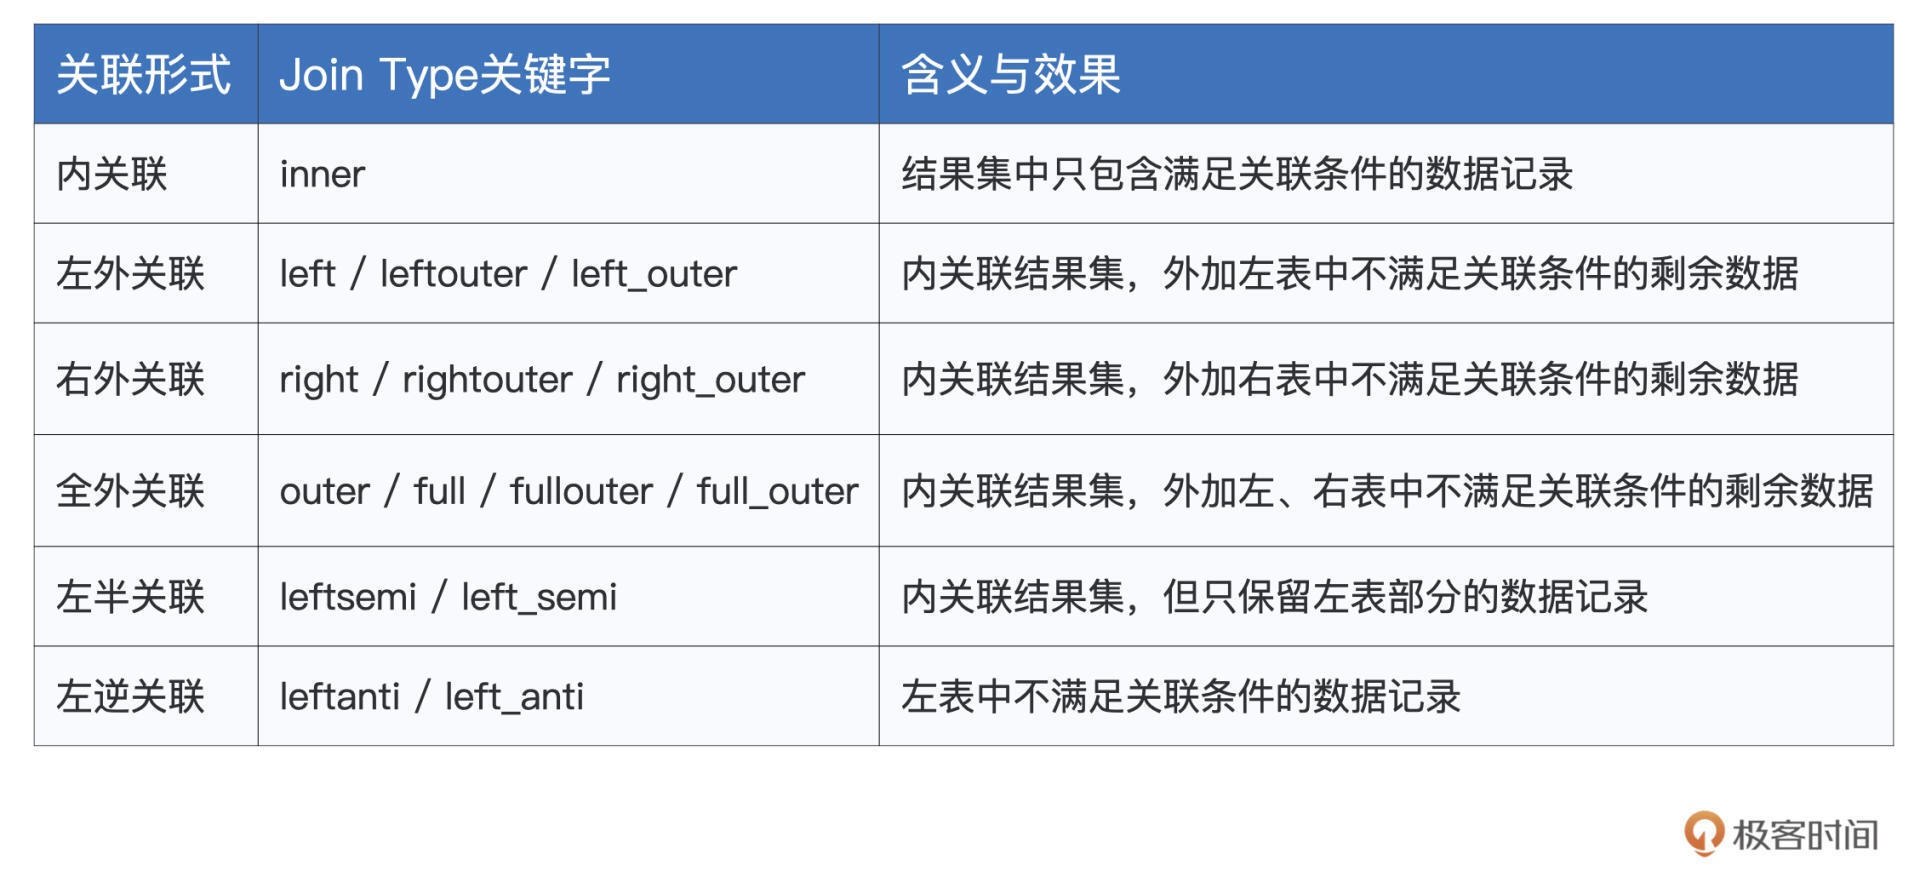 关联形式 Join Type关键字 含义与效果
内关联 inner 结果集中只包含满足关联条件的数据记录
左外关联 left / leftouter / left_outer 内关联结果集，外加左表中不满足关联条件的剩余数据
右外关联 right / rightouter / right_outer 内关联结果集，外加右表中不满足关联条件的剩余数据
全外关联 outer / full / fullouter / full_outer 内关联结果集，外加左、右表中不满足关联条件的剩余数据
左半关联 leftsemi / left_semi 内关联结果集，但只保留左表部分的数据记录
左逆关联 leftanti / left_anti 左表中不满足关联条件的数据记录
极客时间